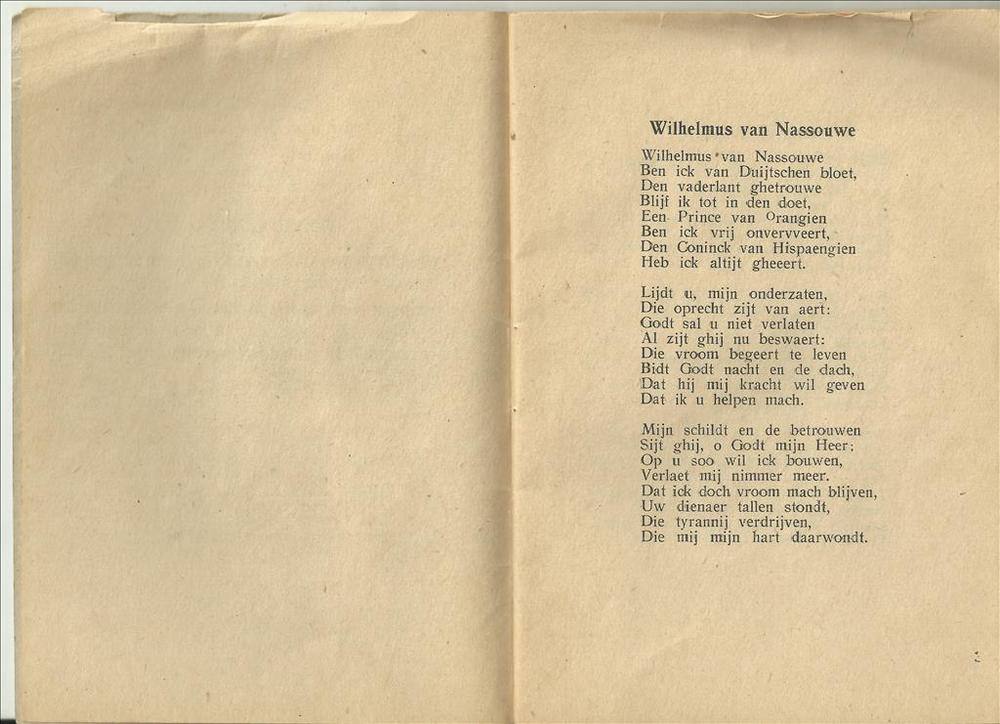 Wilhelmus van Nassouwe
Wilhelmus van Nassouwe
Ben ick van Duijtschen bloet,
Den vaderlant ghetrouwe
Blijf ik tot in den doet,
Een Prince van Orangien
Ben ick vrij onvervveert,
Den Coninck van Hispaengien
Heb ick altijt gheeert.
Lijdt u, mijn onderzaten,
Die oprecht zijt van aert:
Godt sal u niet verlaten
Al zijt ghij nu beswaert:
Die vroom begeert te leven
Bidt Godt nacht en de dach,
Dat hij mij kracht wil geven
Dat ik u helpen mach.
Mijn schildt en de betrouwen
Sijt ghij, o Godt mijn Heer;
Op u soo wil ick bouwen,
Verlaet mij nimmer meer.
Dat ick doch vroom mach blijven,
Uw dienaer tallen stondt,
Die tyrannij verdrijven,
Die mij mijn hart daarwondt.